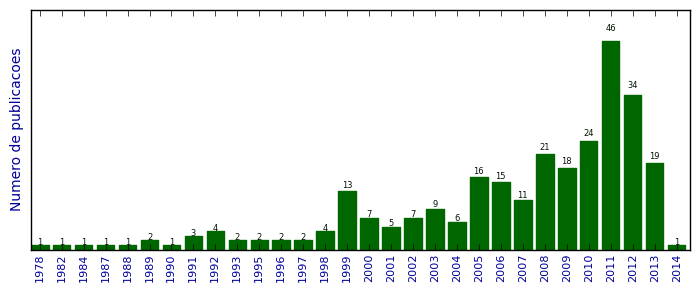 Numero de publicacoes
1 1 1 1 1 2 1 3 4 2 2 2 2 4 13 7 5 7 9 6 16 15 11 21 18 24 46 34 19 1
1978 1982 1984 1987 1988 1989 1990 1991 1992 1993 1995 1996 1997 1998 1999 2000 2001 2002 2003 2004 2005 2006 2007 2008 2009 2010 2011 2012 2013 2014